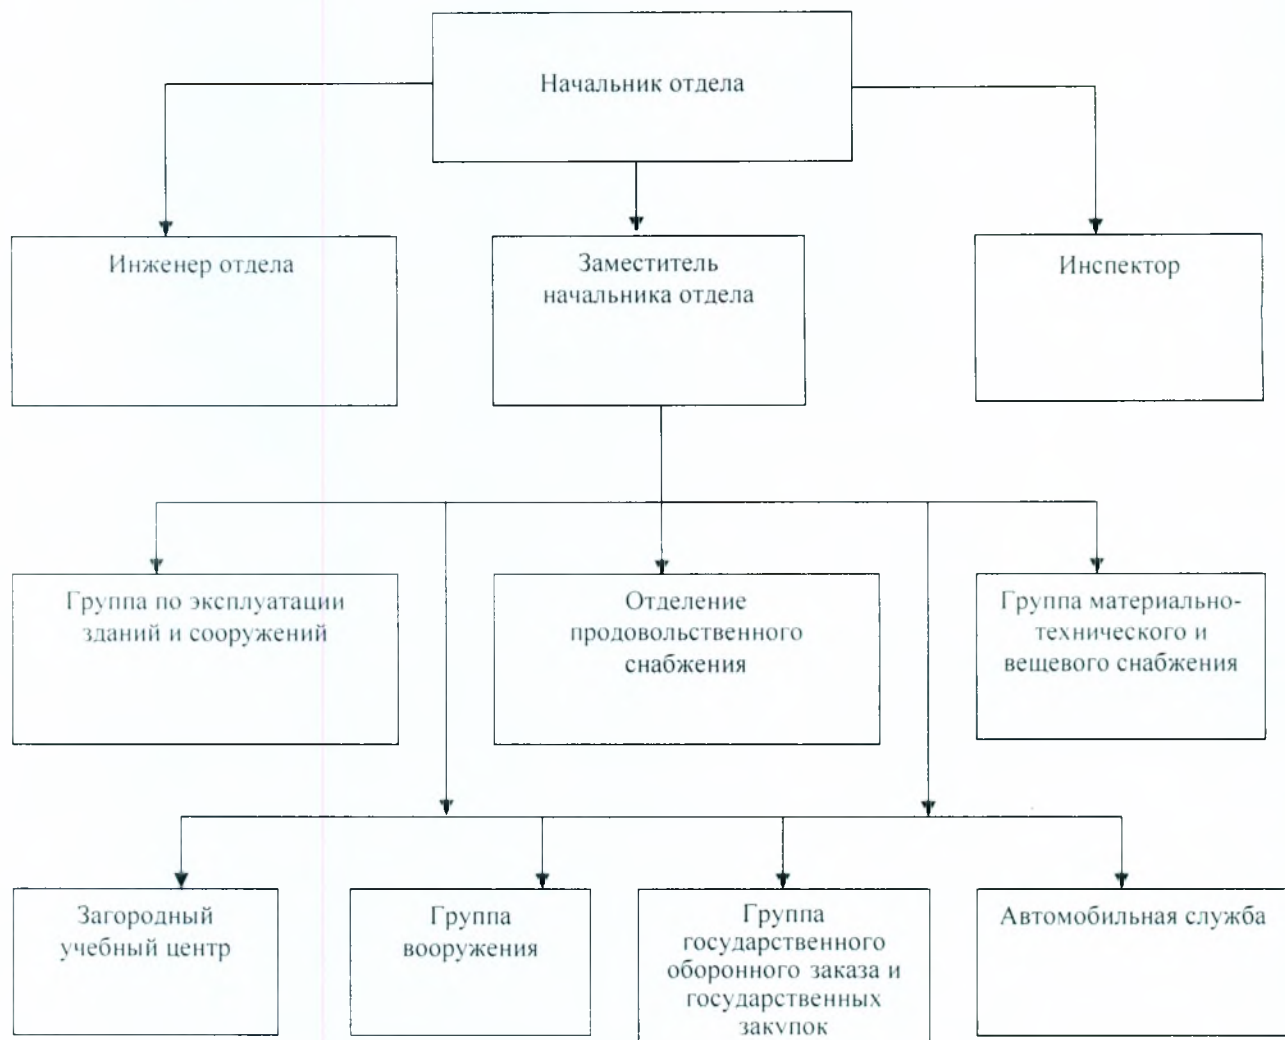 Начальник отдела
Инженер отдела
Заместитель
начальника отдела
Инспектор
Группа по эксплуатации
зданий и сооружений
Отделение
продовольственного
снабжения
Группа материально-
технического и
вещевого снабжения
Загородный
учебный центр
Группа
вооружения
Группа
государственного
оборонного заказа и
государственных
закупок
Автомобильная служба